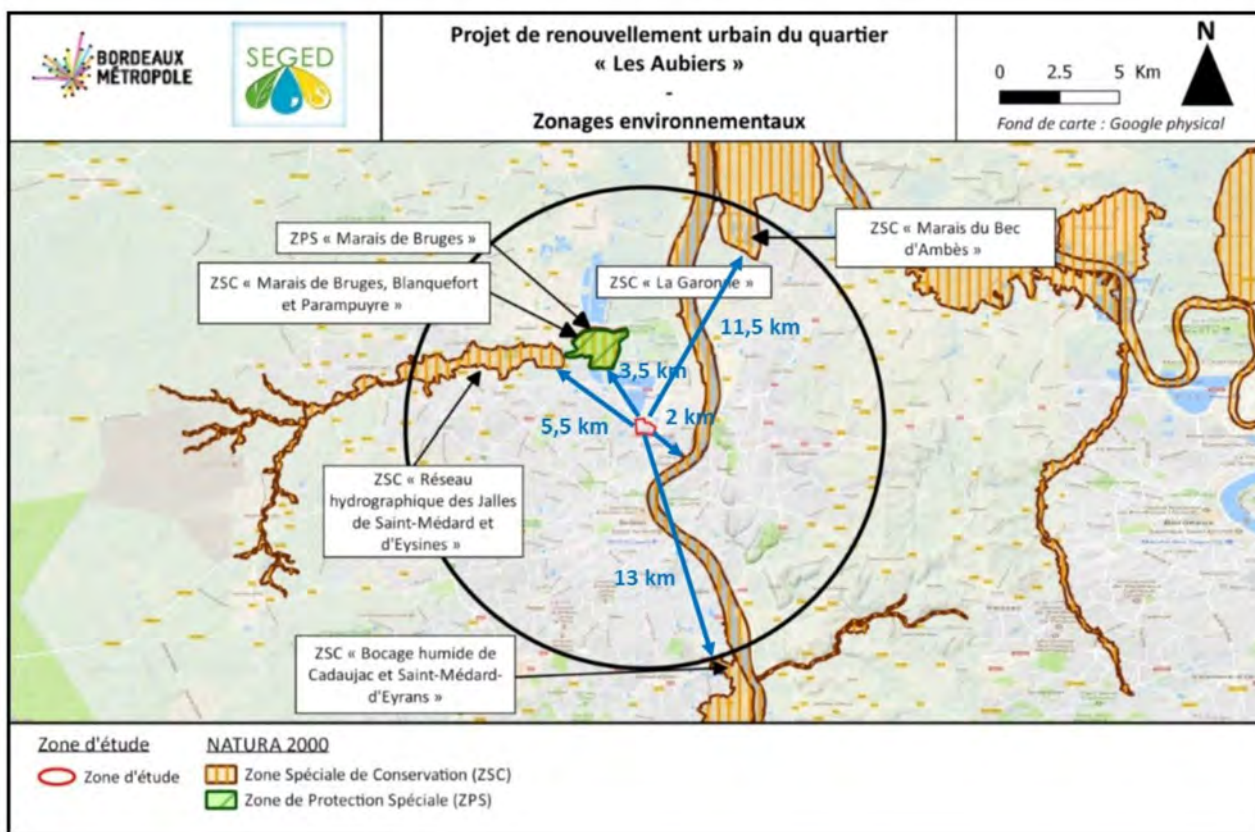 BORDEAUX
MÉTROPOLE
SEGED
Projet de renouvellement urbain du quartier
« Les Aubiers »
-
Zonages environnementaux
0 2.5 5 Km
Fond de carte : Google physical
N
ZPS « Marais de Bruges »
ZSC « Marais de Bruges, Blanquefort
et Parampuyre »
ZSC « La Garonne »
ZSC « Marais du Bec
d'Ambès »
11,5 km
3,5 km
2 km
5,5 km
ZSC « Réseau
hydrographique des Jalles
de Saint-Médard et
d'Eysines »
13 km
ZSC « Bocage humide de
Cadaujac et Saint-Médard-
d'Eyrans »
Zone d'étude
Zone d'étude
NATURA 2000
Zone Spéciale de Conservation (ZSC)
Zone de Protection Spéciale (ZPS)